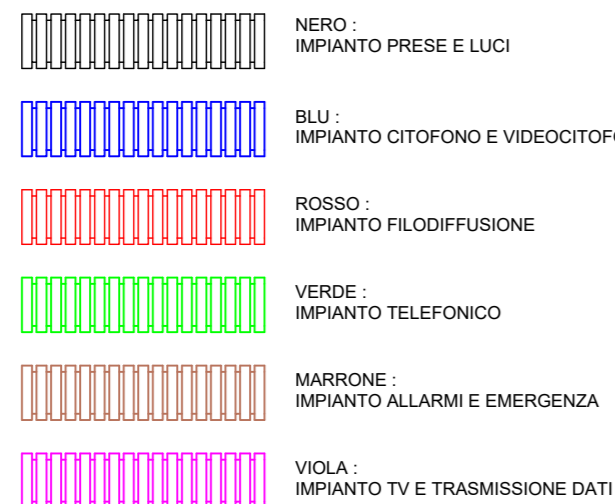 NERO :
IMPIANTO PRESE E LUCI
BLU :
IMPIANTO CITOFONO E
ROSSO :
IMPIANTO FILODIFFUSIONE
VERDE :
IMPIANTO TELEFONICO
MARRONE :
IMPIANTO ALLARMI E EMERGENZA
VIOLA :
IMPIANTO TV E TRASMISSIONE DATI